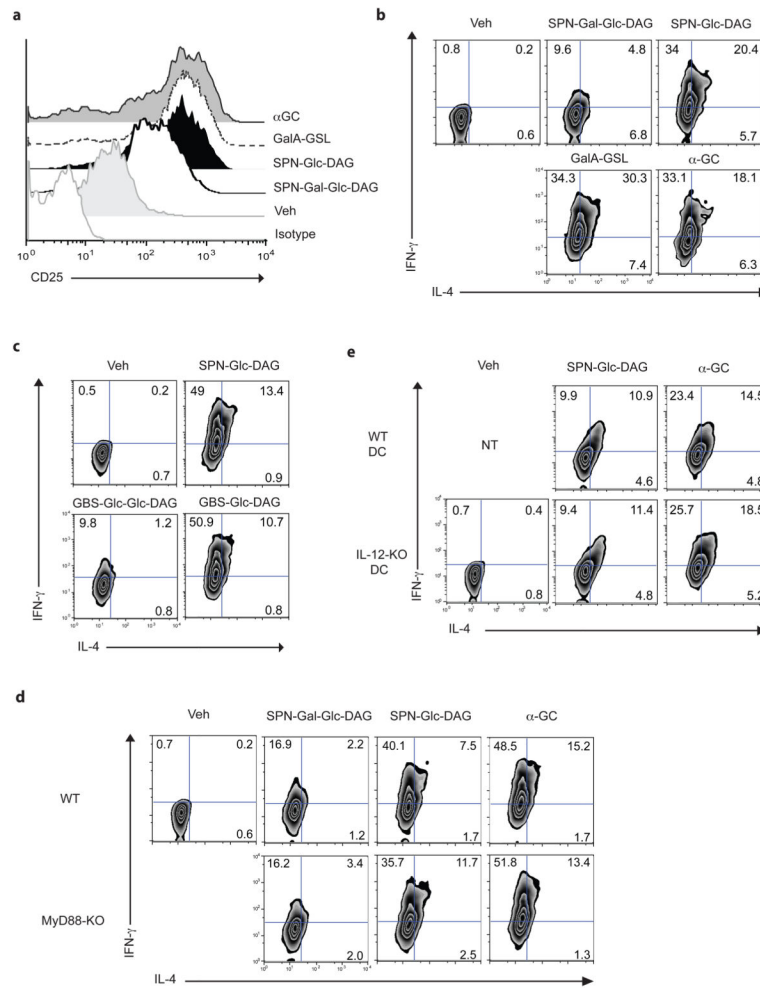 a
αGC
GalA-GSL
SPN-Glc-DAG
SPN-Gal-Glc-DAG
Veh
Isotype
10⁰ 10¹ 10² 10³ 10⁴
CD25
b
Veh SPN-Gal-Glc-DAG SPN-Glc-DAG
0.8 0.2 9.6 4.8 34 20.4
0.6 6.8 5.7
GalA-GSL α-GC
34.3 30.3 33.1 18.1
7.4 6.3
IFN-γ
IL-4
c
Veh SPN-Glc-DAG
0.5 0.2 49 13.4
0.7 0.9
GBS-Glc-Glc-DAG GBS-Glc-DAG
9.8 1.2 50.9 10.7
0.8 0.8
IFN-γ
IL-4
e
Veh SPN-Glc-DAG α-GC
WT
DC
NT
9.9 10.9 23.4 14.5
4.6 4.8
IL-12-KO
DC
0.7 0.4 9.4 11.4 25.7 18.5
0.8 4.8 5.2
IFN-γ
IL-4
d
Veh SPN-Gal-Glc-DAG SPN-Glc-DAG α-GC
WT
0.7 0.2 16.9 2.2 40.1 7.5 48.5 15.2
0.6 1.2 1.7 1.7
MyD88-KO
16.2 3.4 35.7 11.7 51.8 13.4
2.0 2.5 1.3
IFN-γ
IL-4